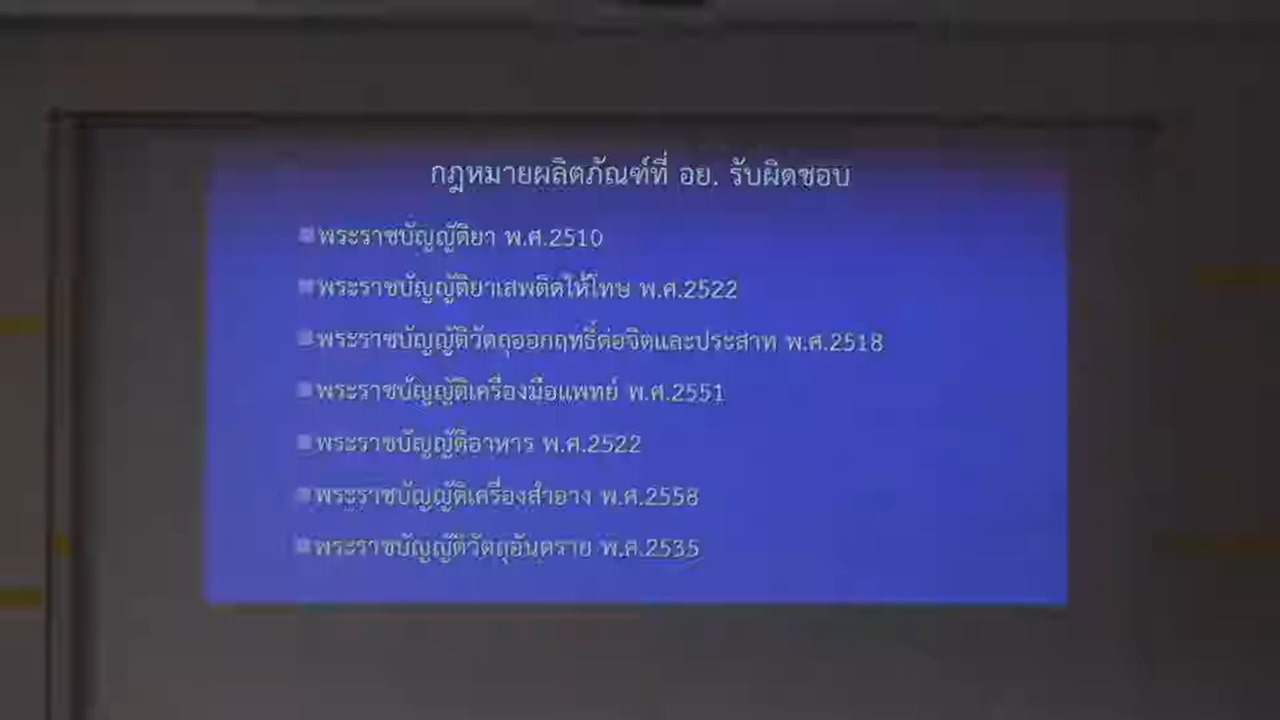 กฎหมายผลิตภัณฑ์ที่ อย. รับผิดชอบ
พระราชบัญญัติยา พ.ศ.2510
พระราชบัญญัติยาเสพติดให้โทษ พ.ศ.2522
พระราชบัญญัติวัตถุออกฤทธิ์ต่อจิตและประสาท พ.ศ.2518
พระราชบัญญัติเครื่องมือแพทย์ พ.ศ.2551
พระราชบัญญัติอาหาร พ.ศ.2522
พระราชบัญญัติเครื่องสำอาง พ.ศ.2558
พระราชบัญญัติวัตถุอันตราย พ.ศ.2535